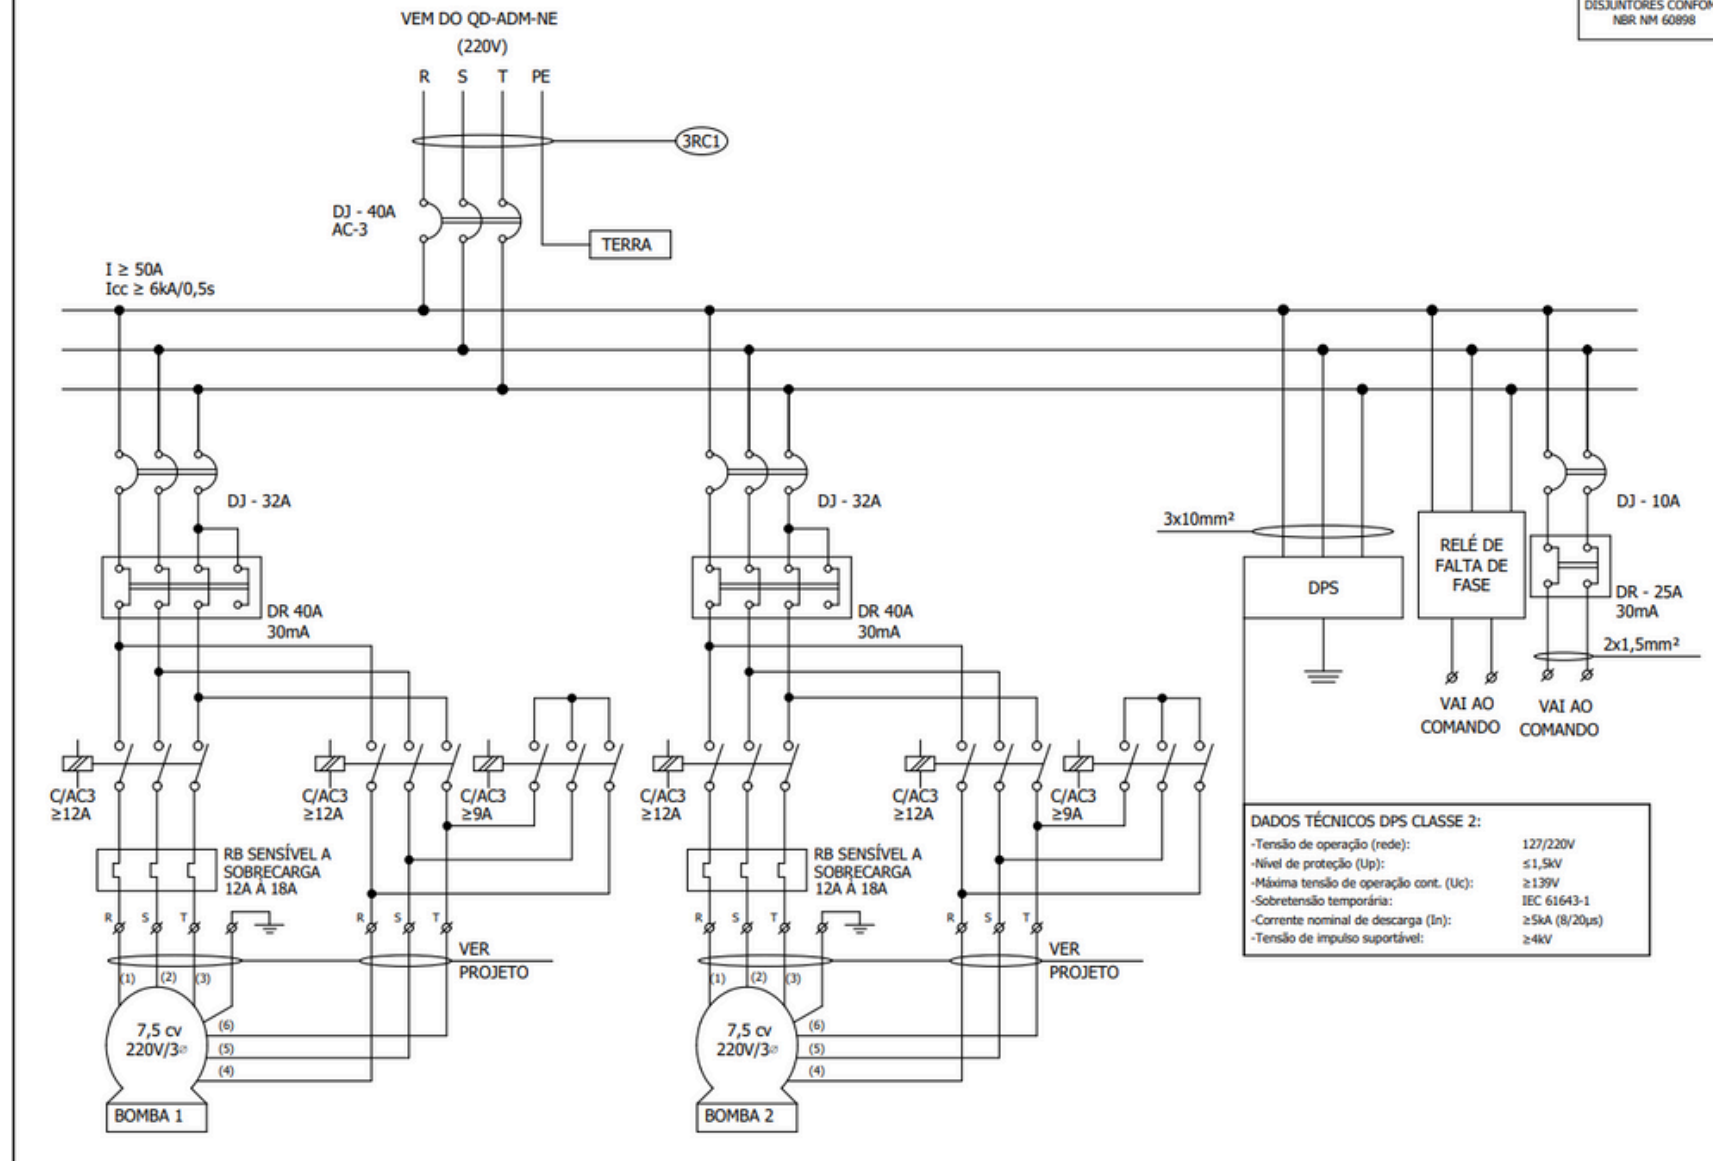 DISJUNTORES CONFOM
NBR NM 60898
VEM DO QD-ADM-NE
(220V)
R S T PE
3RC1
DJ - 40A
AC-3
TERRA
I ≥ 50A
Icc ≥ 6kA/0,5s
DJ - 32A
DJ - 32A
DJ - 10A
3x10mm²
DPS
RELÉ DE
FALTA DE
FASE
DR 40A
30mA
DR 40A
30mA
DR - 25A
30mA
2x1,5mm²
VAI AO
COMANDO
VAI AO
COMANDO
C/AC3
≥12A
C/AC3
≥12A
C/AC3
≥9A
C/AC3
≥12A
C/AC3
≥12A
C/AC3
≥9A
RB SENSÍVEL A
SOBRECARGA
12A À 18A
RB SENSÍVEL A
SOBRECARGA
12A À 18A
R S T R S T
R S T R S T
VER
PROJETO
VER
PROJETO
(1) (2) (3)
(1) (2) (3)
7,5 cv
220V/3∅
(6)
(5)
(4)
BOMBA 1
7,5 cv
220V/3∅
(6)
(5)
(4)
BOMBA 2
DADOS TÉCNICOS DPS CLASSE 2:
-Tensão de operação (rede): 127/220V
-Nível de proteção (Up): ≤1,5kV
-Máxima tensão de operação cont. (Uc): ≥139V
-Sobretensão temporária: IEC 61643-1
-Corrente nominal de descarga (In): ≥5kA (8/20µs)
-Tensão de impulso suportável: ≥4kV